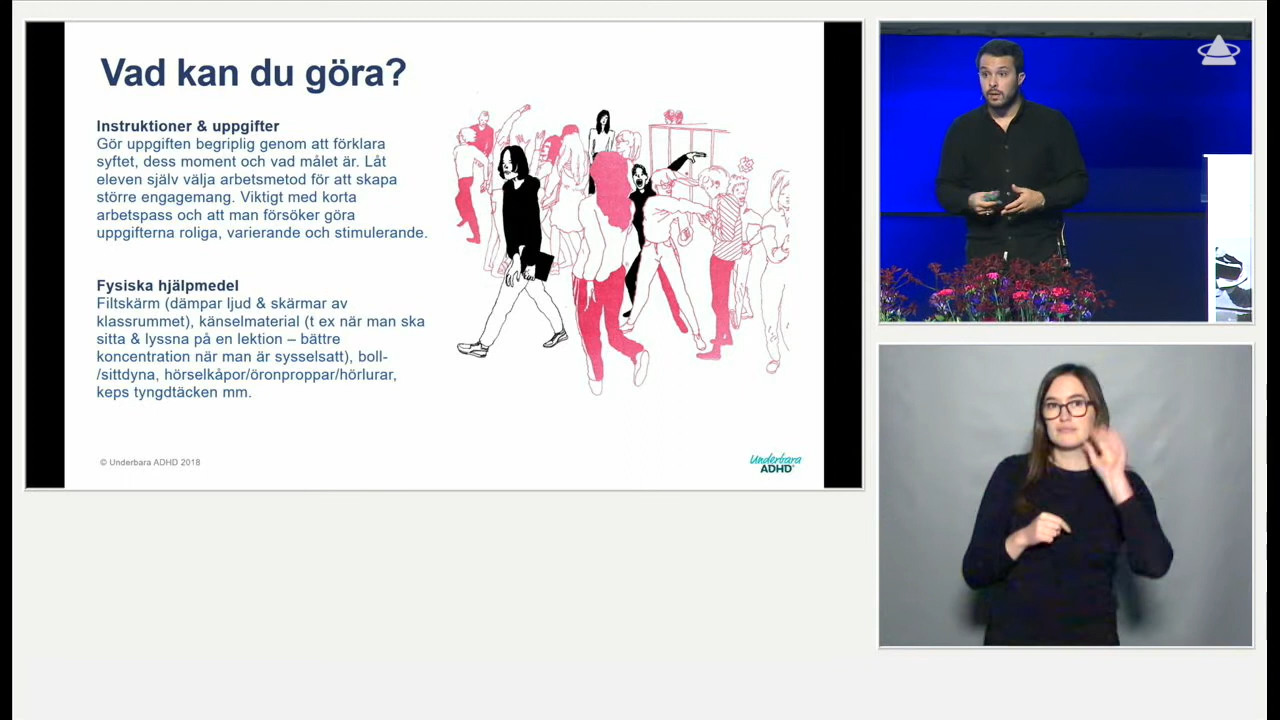 Vad kan du göra?
Instruktioner & uppgifter
Gör uppgiften begriplig genom att förklara
syftet, dess moment och vad målet är. Låt
eleven själv välja arbetsmetod för att skapa
större engagemang. Viktigt med korta
arbetspass och att man försöker göra
uppgifterna roliga, varierande och stimulerande.
Fysiska hjälpmedel
Filtskärm (dämpar ljud & skärmar av
klassrummet), känselmaterial (t ex när man ska
sitta & lyssna på en lektion – bättre
koncentration när man är sysselsatt), boll-
/sittdyna, hörselkåpor/öronproppar/hörlurar,
keps tyngdtäcken mm.
© Underbara ADHD 2018
Underbara
ADHD